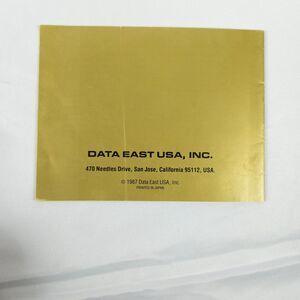 DATA EAST USA, INC.
470 Needles Drive, San Jose, California 95112, USA
© 1987 Data East USA, Inc.
PRINTED IN JAPAN